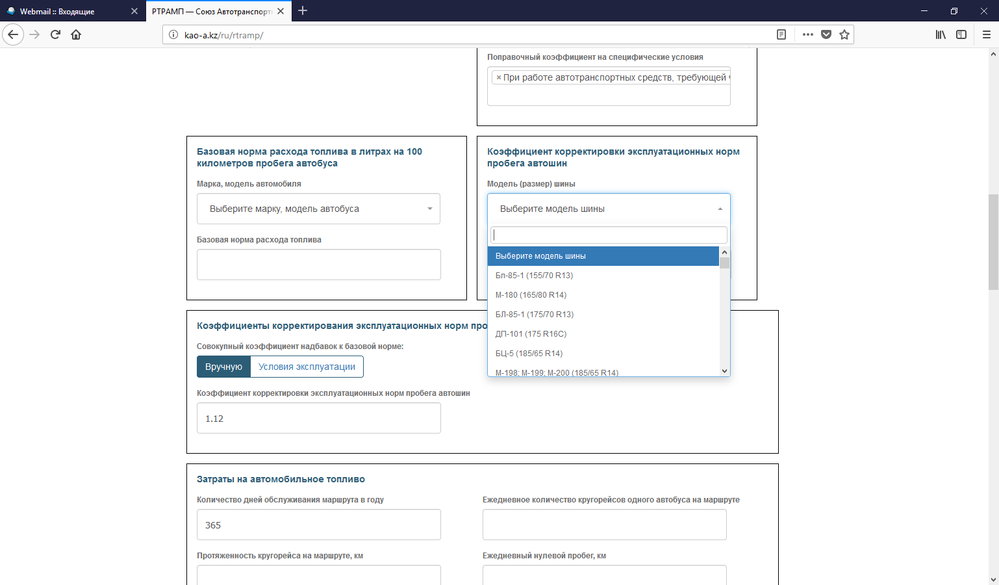 Webmail :: Входящие
РТРАМП — Союз Автотранспортн
kao-a.kz/ru/rtramp/
Поправочный коэффициент на специфические условия
× При работе автотранспортных средств, требующей
Базовая норма расхода топлива в литрах на 100
километров пробега автобуса
Марка, модель автомобиля
Выберите марку, модель автобуса
Базовая норма расхода топлива
Коэффициент корректировки эксплуатационных норм
пробега автошин
Модель (размер) шины
Выберите модель шины
Выберите модель шины
Бл-85-1 (155/70 R13)
М-180 (165/80 R14)
БЛ-85-1 (175/70 R13)
ДП-101 (175 R16C)
БЦ-5 (185/65 R14)
М-198; М-199; М-200 (185/65 R14)
Коэффициенты корректирования эксплуатационных норм про
Совокупный коэффициент надбавок к базовой норме:
Вручную
Условия эксплуатации
Коэффициент корректировки эксплуатационных норм пробега автошин
1.12
Затраты на автомобильное топливо
Количество дней обслуживания маршрута в году
365
Ежедневное количество кругорейсов одного автобуса на маршруте
Протяженность кругорейса на маршруте, км
Ежедневный нулевой пробег, км